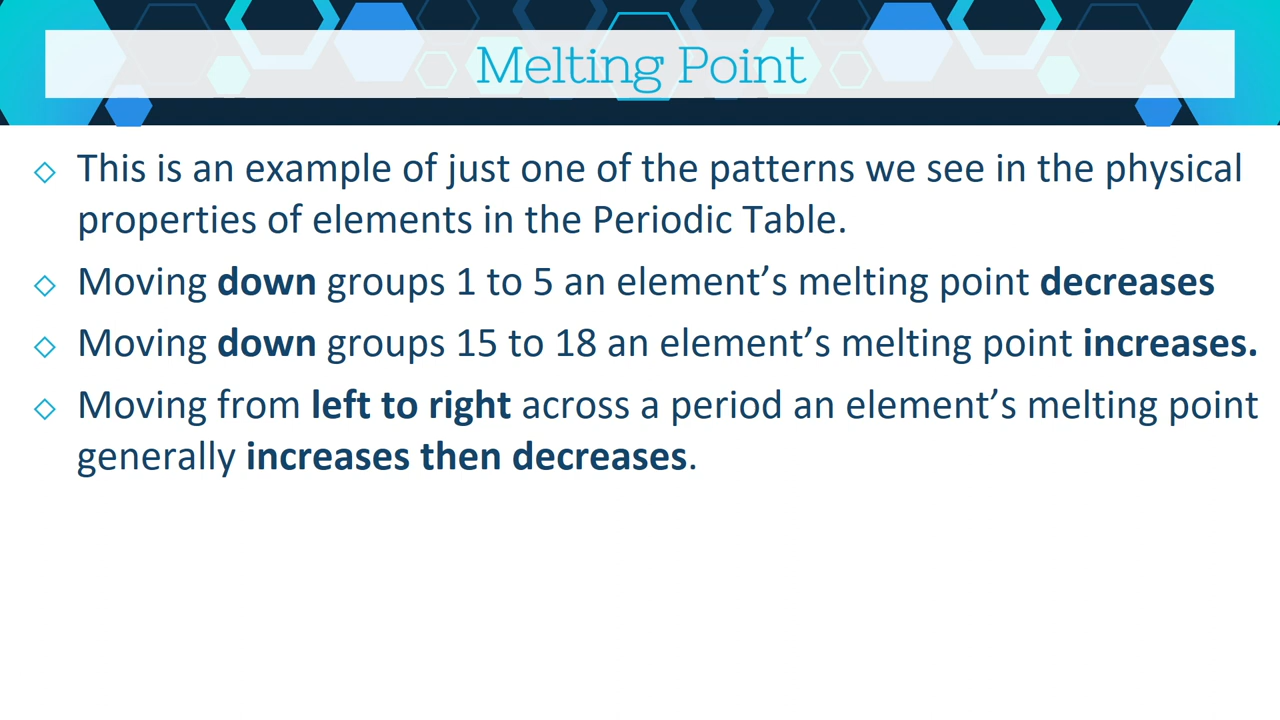 Melting Point
This is an example of just one of the patterns we see in the physical
properties of elements in the Periodic Table.
Moving down groups 1 to 5 an element’s melting point decreases
Moving down groups 15 to 18 an element’s melting point increases.
Moving from left to right across a period an element’s melting point
generally increases then decreases.